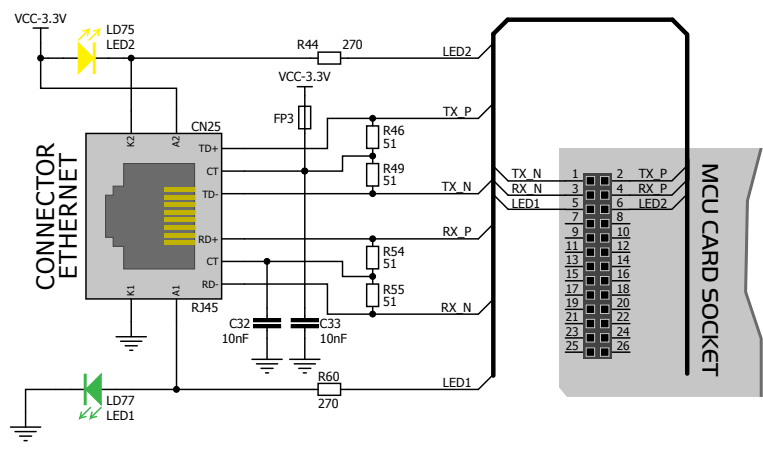 VCC-3.3V
LD75
LED2
R44 270
LED2
VCC-3.3V
FP3
TX_P
CN25
K2
A2
TD+
CT
TD-
RD+
CT
RD-
K1
A1
RJ45
CONNECTOR
ETHERNET
R46
51
R49
51
TX_N
RX_P
R54
51
R55
51
RX_N
C32
10nF
C33
10nF
R60
270
LED1
LD77
LED1
TX_N 1 2 TX_P
RX_N 3 4 RX_P
LED1 5 6 LED2
7 8
9 10
11 12
13 14
15 16
17 18
19 20
21 22
23 24
25 26
MCU CARD SOCKET